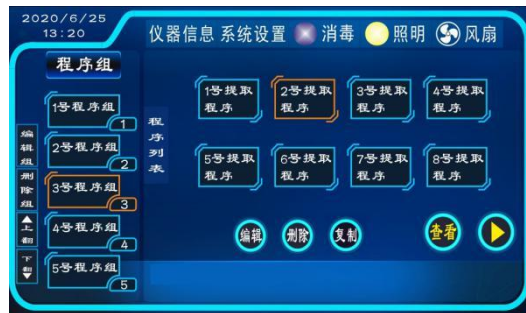 2020/6/25
13:20
仪器信息 系统设置 消毒 照明 风扇
程序组
1号程序组
1
2号程序组
2
3号程序组
3
4号程序组
4
5号程序组
5
编辑组
删除组
上翻
下翻
程序列表
1号提取
程序
2号提取
程序
3号提取
程序
4号提取
程序
5号提取
程序
6号提取
程序
7号提取
程序
8号提取
程序
编辑
删除
复制
查看